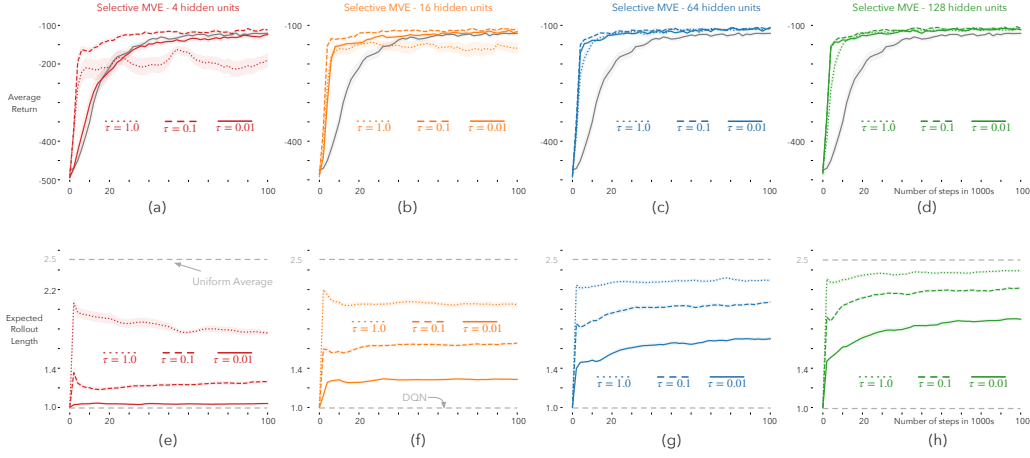 Selective MVE - 4 hidden units
Selective MVE - 16 hidden units
Selective MVE - 64 hidden units
Selective MVE - 128 hidden units
-100
-200
Average
Return
-400
-500
τ = 1.0 τ = 0.1 τ = 0.01
0 20 100
(a)
-100
-200
-400
τ = 1.0 τ = 0.1 τ = 0.01
0 20 100
(b)
-100
-200
-400
τ = 1.0 τ = 0.1 τ = 0.01
0 20 100
(c)
-100
-200
-400
τ = 1.0 τ = 0.1 τ = 0.01
Number of steps in 1000s
0 20 100
(d)
2.5
Uniform Average
2.2
Expected
Rollout
Length
τ = 1.0 τ = 0.1 τ = 0.01
1.4
1.0
0 20 100
(e)
2.5
2.2
τ = 1.0 τ = 0.1 τ = 0.01
1.4
DQN
1.0
0 20 100
(f)
2.5
2.2
1.4
τ = 1.0 τ = 0.1 τ = 0.01
1.0
0 20 100
(g)
2.5
2.2
1.4
τ = 1.0 τ = 0.1 τ = 0.01
1.0
0 20 100
Number of steps in 1000s
(h)